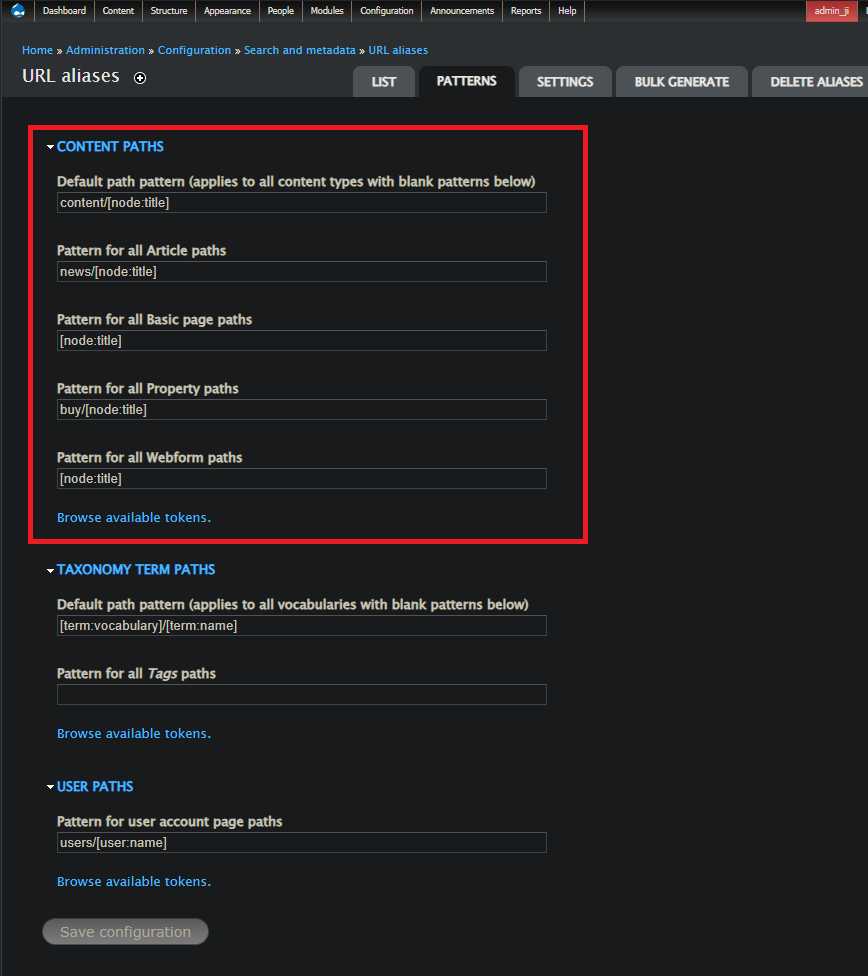 Dashboard Content Structure Appearance People Modules Configuration Announcements Reports Help admin_ji
Home » Administration » Configuration » Search and metadata » URL aliases
URL aliases
LIST PATTERNS SETTINGS BULK GENERATE DELETE ALIASES
CONTENT PATHS
Default path pattern (applies to all content types with blank patterns below)
content/[node:title]
Pattern for all Article paths
news/[node:title]
Pattern for all Basic page paths
[node:title]
Pattern for all Property paths
buy/[node:title]
Pattern for all Webform paths
[node:title]
Browse available tokens.
TAXONOMY TERM PATHS
Default path pattern (applies to all vocabularies with blank patterns below)
[term:vocabulary]/[term:name]
Pattern for all Tags paths
Browse available tokens.
USER PATHS
Pattern for user account page paths
users/[user:name]
Browse available tokens.
Save configuration